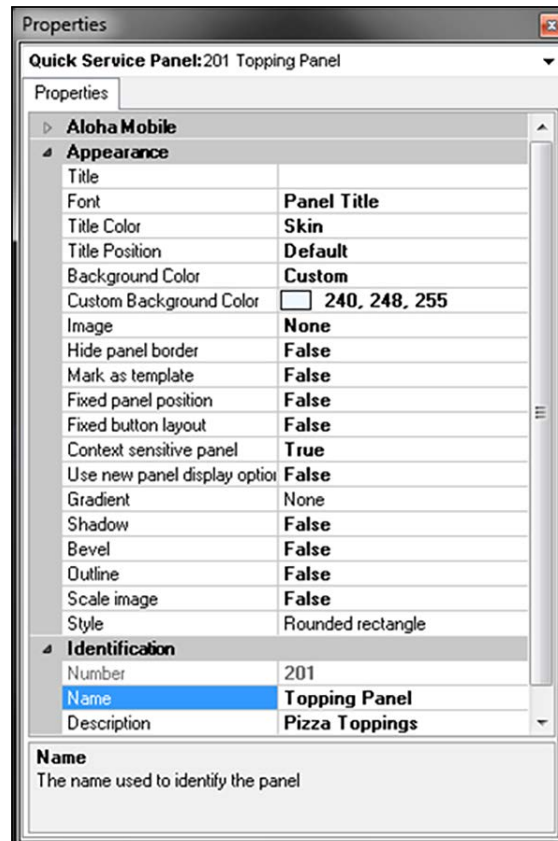 Properties
Quick Service Panel:201 Topping Panel
Properties
Aloha Mobile
Appearance
Title
Font Panel Title
Title Color Skin
Title Position Default
Background Color Custom
Custom Background Color 240, 248, 255
Image None
Hide panel border False
Mark as template False
Fixed panel position False
Fixed button layout False
Context sensitive panel True
Use new panel display optio False
Gradient None
Shadow False
Bevel False
Outline False
Scale image False
Style Rounded rectangle
Identification
Number 201
Name Topping Panel
Description Pizza Toppings
Name
The name used to identify the panel